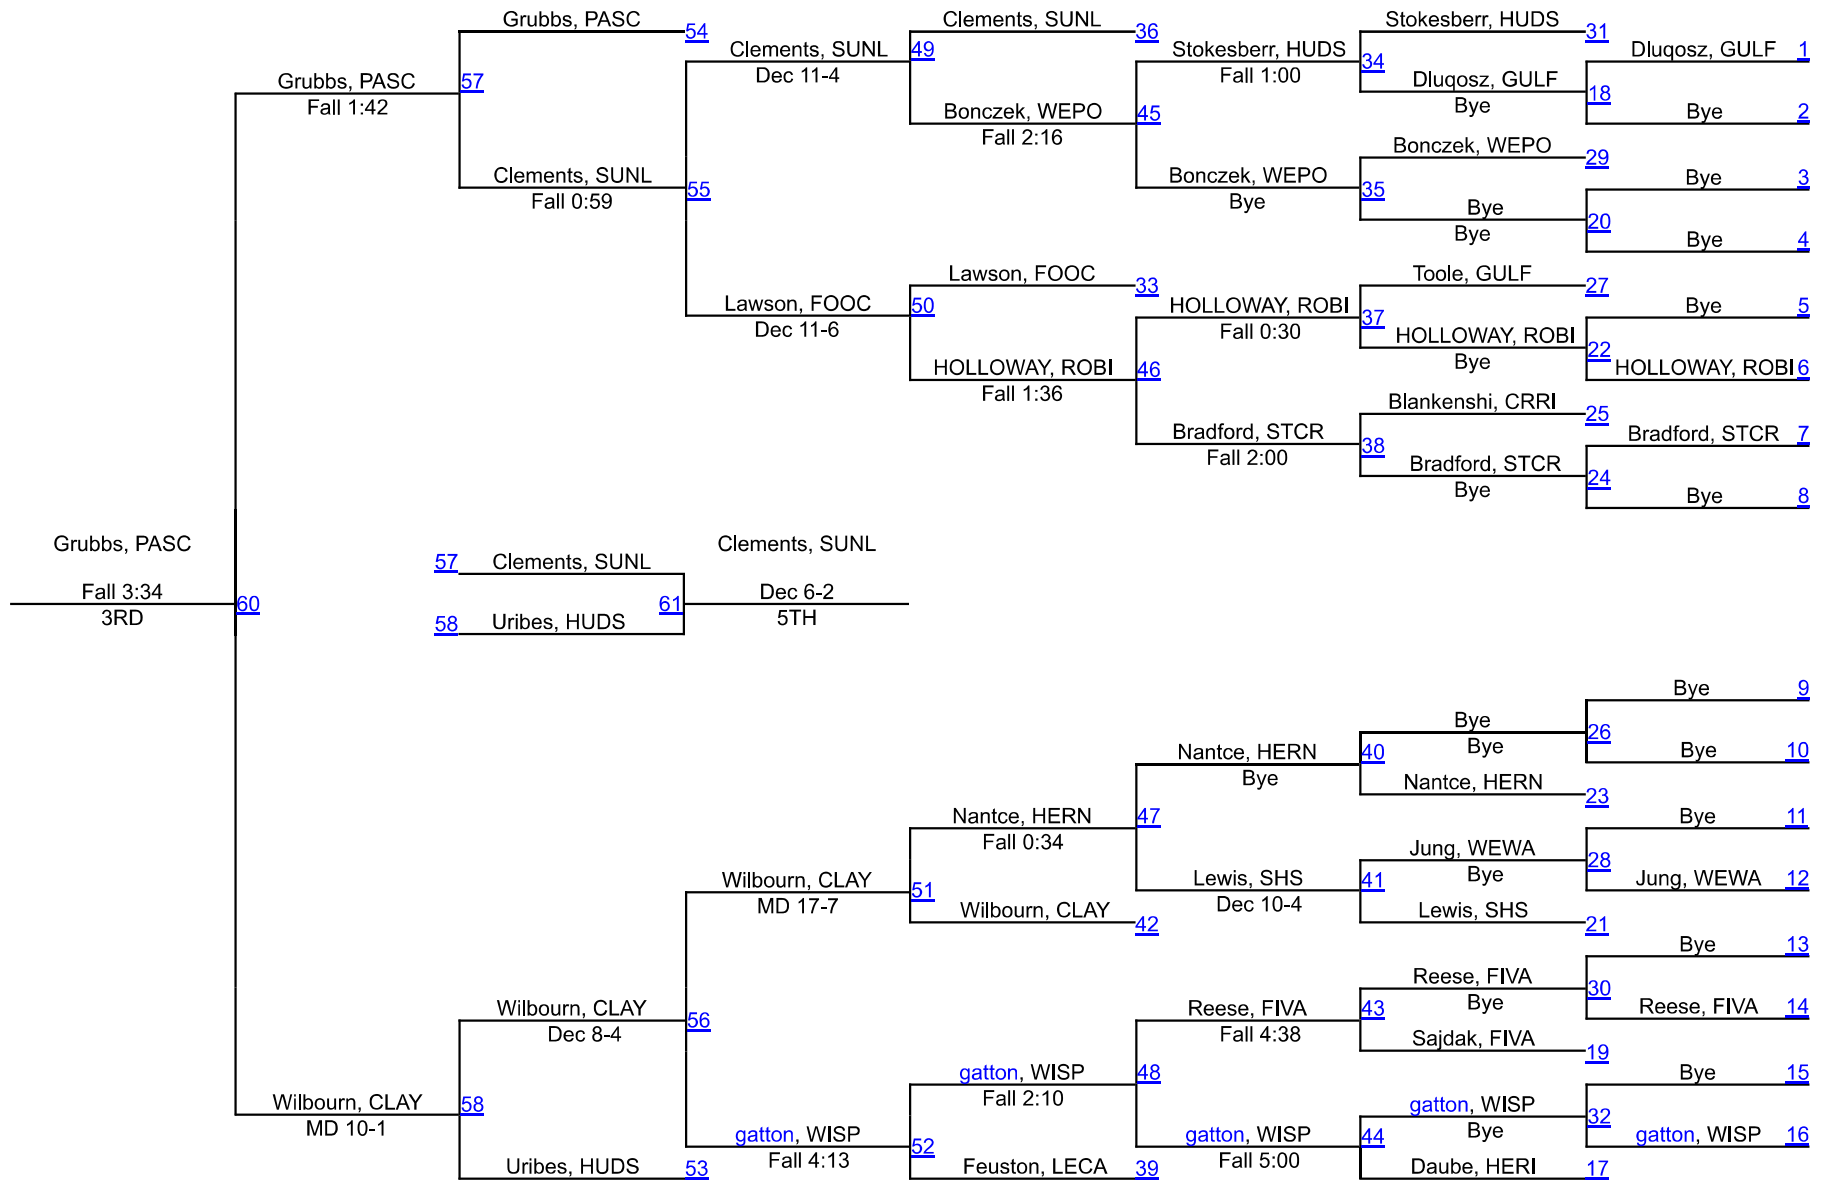 Grubbs, PASC
54
Clements, SUNL
36
Stokesberr, HUDS
31
Clements, SUNL
49
Dec 11-4
Stokesberr, HUDS
34
Fall 1:00
Dluqosz, GULF
1
Grubbs, PASC
57
Fall 1:42
Dluqosz, GULF
18
Bye
Bye
2
Bonczek, WEPO
45
Fall 2:16
Bonczek, WEPO
29
Clements, SUNL
55
Fall 0:59
Bonczek, WEPO
35
Bye
Bye
3
Bye
20
Bye
Bye
4
Lawson, FOOC
33
Toole, GULF
27
Lawson, FOOC
50
Dec 11-6
HOLLOWAY, ROBI
37
Fall 0:30
Bye
5
HOLLOWAY, ROBI
22
Bye
HOLLOWAY, ROBI
6
HOLLOWAY, ROBI
46
Fall 1:36
Blankenshi, CRRI
25
Bradford, STCR
38
Fall 2:00
Bradford, STCR
7
Bradford, STCR
24
Bye
Bye
8
Grubbs, PASC
Clements, SUNL
57
Clements, SUNL
Fall 3:34
60
3RD
61
Dec 6-2
5TH
58
Uribes, HUDS
Bye
9
Bye
26
Bye
Nantce, HERN
40
Bye
Bye
10
Nantce, HERN
23
Nantce, HERN
47
Fall 0:34
Bye
11
Jung, WEWA
28
Bye
Wilbourn, CLAY
51
MD 17-7
Lewis, SHS
41
Dec 10-4
Jung, WEWA
12
Wilbourn, CLAY
42
Lewis, SHS
21
Bye
13
Reese, FIVA
30
Bye
Wilbourn, CLAY
56
Dec 8-4
Reese, FIVA
43
Fall 4:38
Reese, FIVA
14
Sajdak, FIVA
19
gatton, WISP
48
Fall 2:10
Bye
15
Wilbourn, CLAY
58
MD 10-1
gatton, WISP
32
Bye
gatton, WISP
52
Fall 4:13
gatton, WISP
44
Fall 5:00
gatton, WISP
16
Uribes, HUDS
53
Feuston, LECA
39
Daube, HERI
17